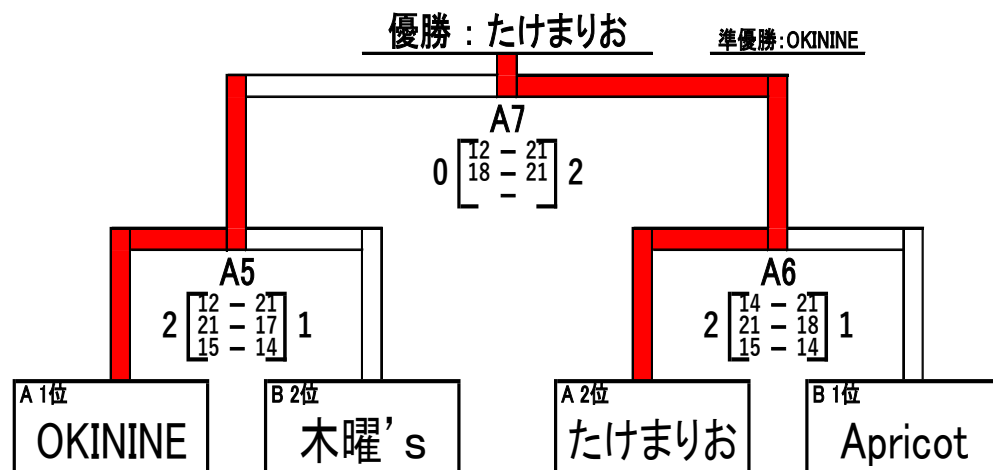 優勝 : たけまりお
準優勝:OKININE
A7
0 12 - 21 2
18 - 21
-
A5
2 12 - 21 1
21 - 17
15 - 14
A6
2 14 - 21 1
21 - 18
15 - 14
A 1位
OKININE
B 2位
木曜’s
A 2位
たけまりお
B 1位
Apricot